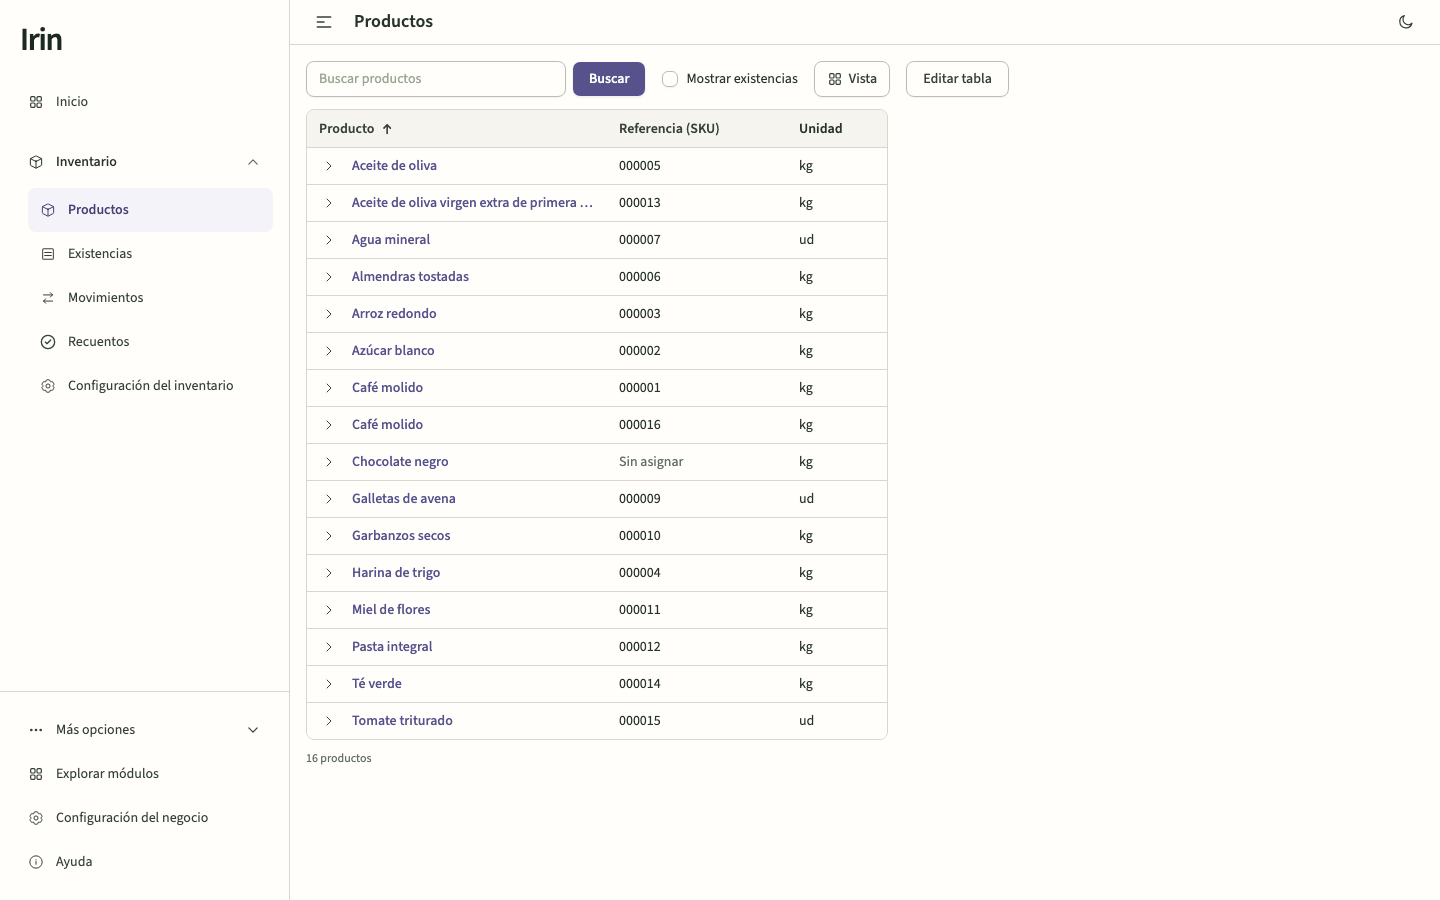 Irin
Inicio
Inventario
Productos
Existencias
Movimientos
Recuentos
Configuración del inventario
Más opciones
Explorar módulos
Configuración del negocio
Ayuda
Productos
Buscar productos Buscar Mostrar existencias Vista Editar tabla
Producto Referencia (SKU) Unidad
Aceite de oliva 000005 kg
Aceite de oliva virgen extra de primera … 000013 kg
Agua mineral 000007 ud
Almendras tostadas 000006 kg
Arroz redondo 000003 kg
Azúcar blanco 000002 kg
Café molido 000001 kg
Café molido 000016 kg
Chocolate negro Sin asignar kg
Galletas de avena 000009 ud
Garbanzos secos 000010 kg
Harina de trigo 000004 kg
Miel de flores 000011 kg
Pasta integral 000012 kg
Té verde 000014 kg
Tomate triturado 000015 ud
16 productos